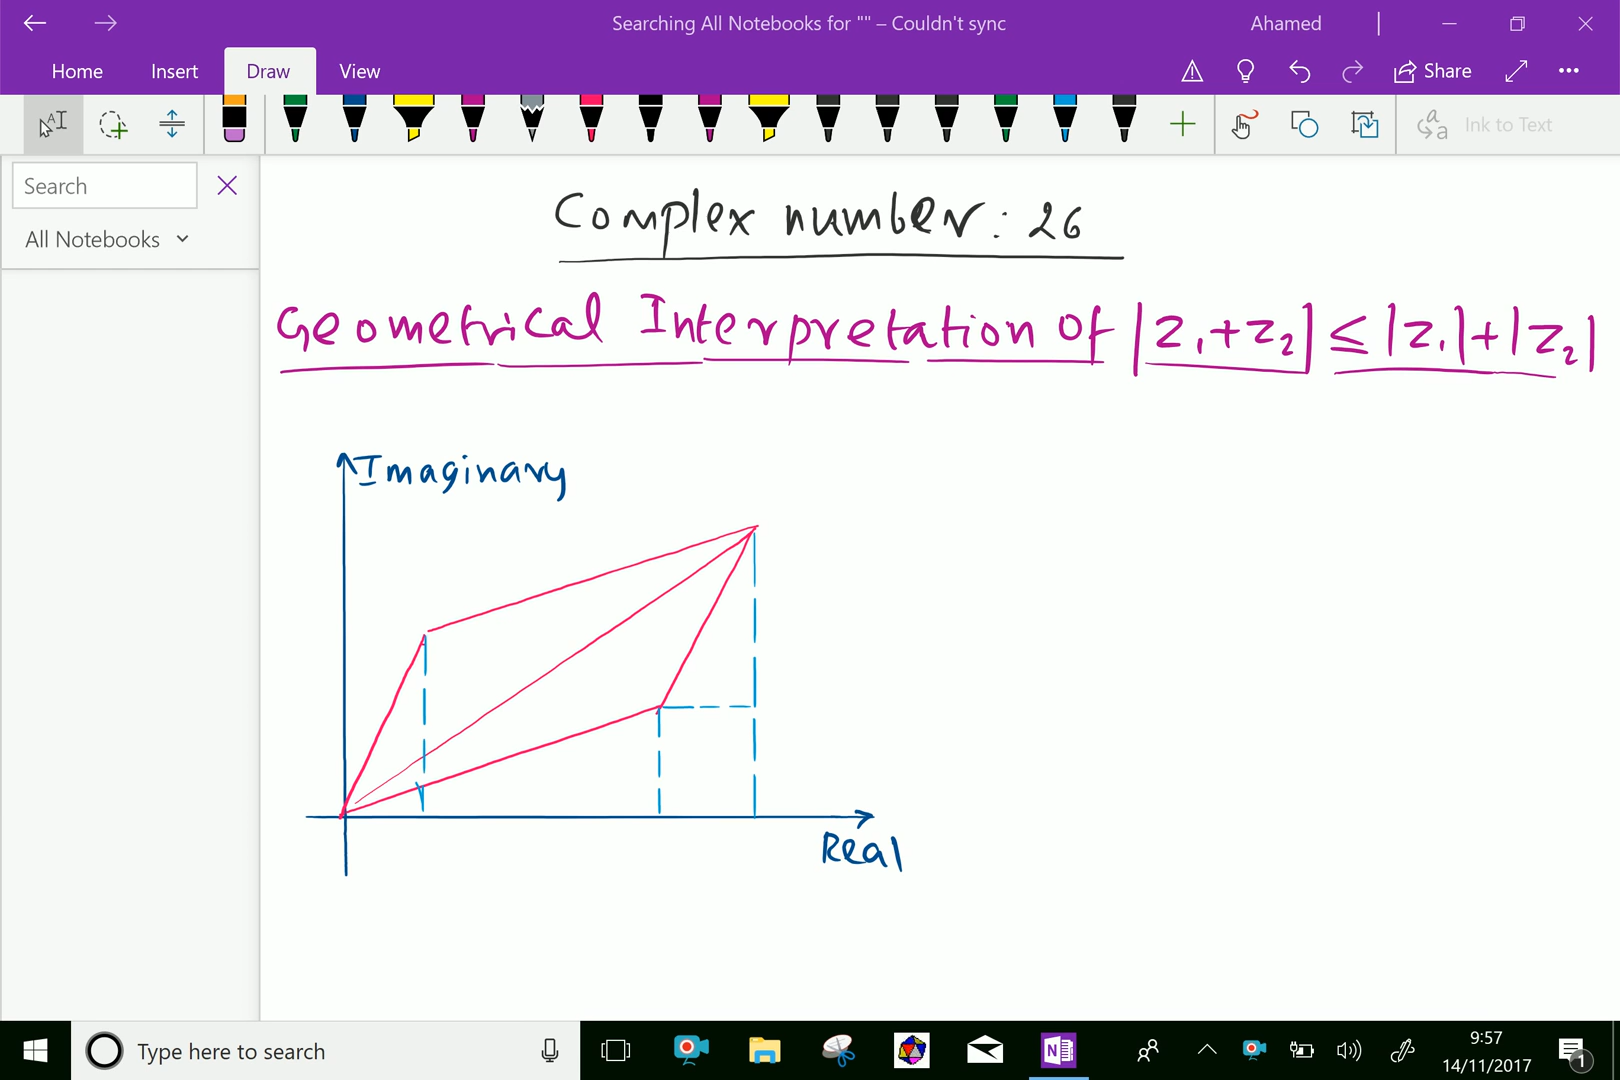 Searching All Notebooks for "" – Couldn't sync
Ahamed
Home Insert Draw View
Share
Ink to Text
Search
All Notebooks
Complex number: 26
Geometrical Interpretation Of |z₁+z₂| ≤ |z₁|+|z₂|
Imaginary
Real
Type here to search
9:57
14/11/2017
1